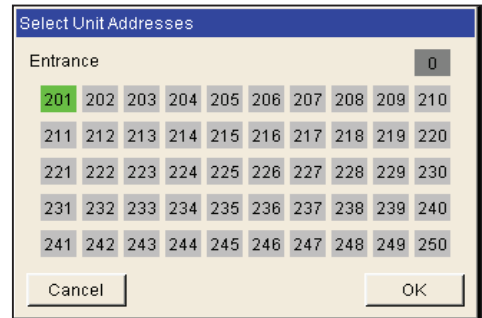 Select Unit Addresses
Entrance 0
201 202 203 204 205 206 207 208 209 210
211 212 213 214 215 216 217 218 219 220
221 222 223 224 225 226 227 228 229 230
231 232 233 234 235 236 237 238 239 240
241 242 243 244 245 246 247 248 249 250
Cancel OK